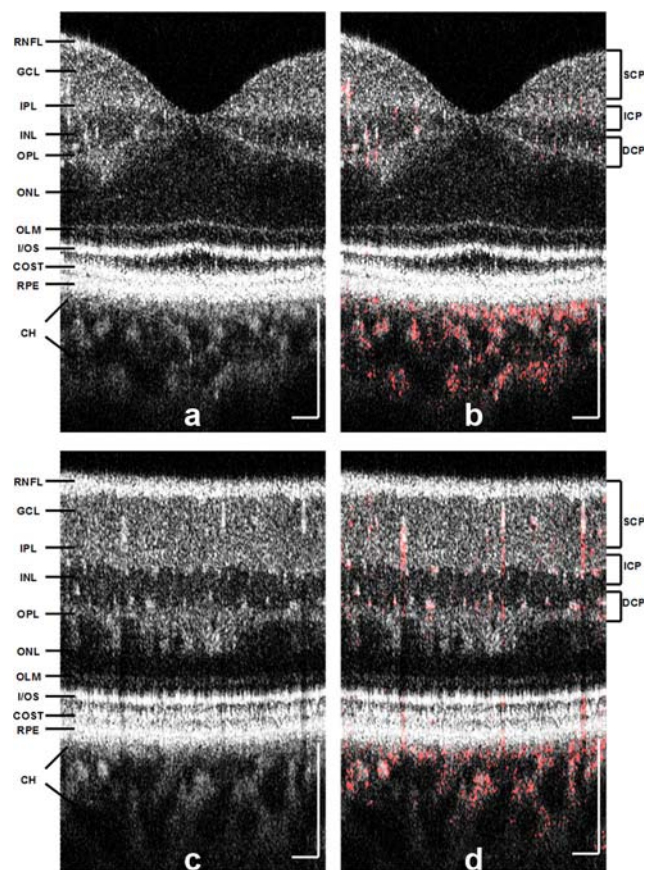 RNFL
GCL
IPL
INL
OPL
ONL
OLM
I/OS
COST
RPE
CH
a
SCP
ICP
DCP
b
RNFL
GCL
IPL
INL
OPL
ONL
OLM
I/OS
COST
RPE
CH
c
SCP
ICP
DCP
d